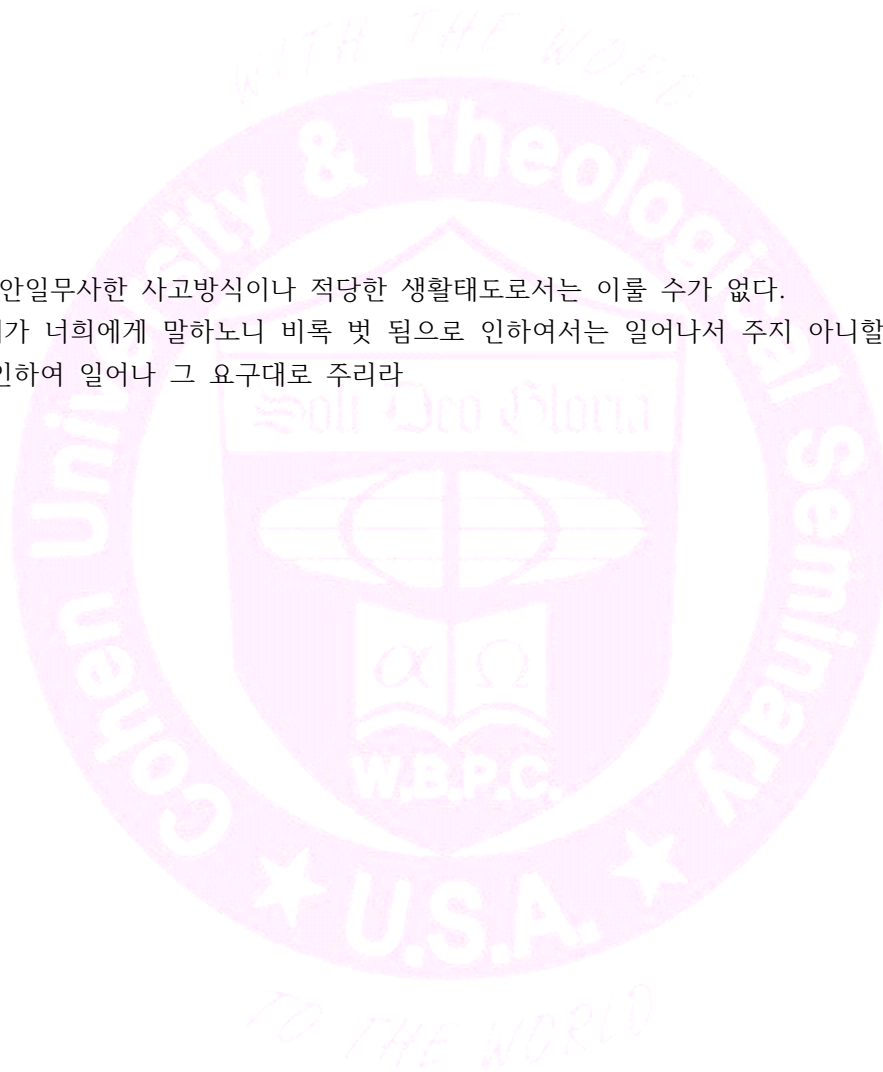 WITH THE WORD
Cohen University & Theological Seminary
안일무사한 사고방식이나 적당한 생활태도로서는 이룰 수가 없다.
가 너희에게 말하노니 비록 벗 됨으로 인하여서는 일어나서 주지 아니할
인하여 일어나 그 요구대로 주리라
Soli Deo Gloria
α Ω
W.B.P.C.
★ U.S.A. ★
TO THE WORLD